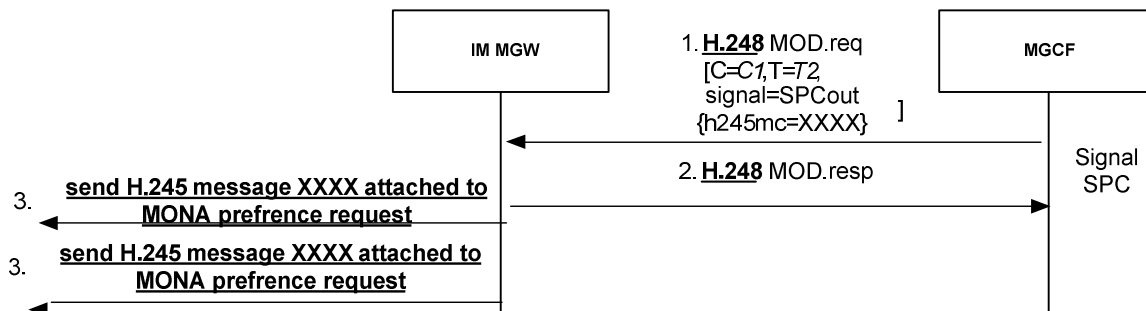 IM MGW
MGCF
1. H.248 MOD.req
[C=C1,T=T2,
signal=SPCout
{h245mc=XXXX} ]
Signal
SPC
2. H.248 MOD.resp
3. send H.245 message XXXX attached to
MONA prefrence request
3. send H.245 message XXXX attached to
MONA prefrence request